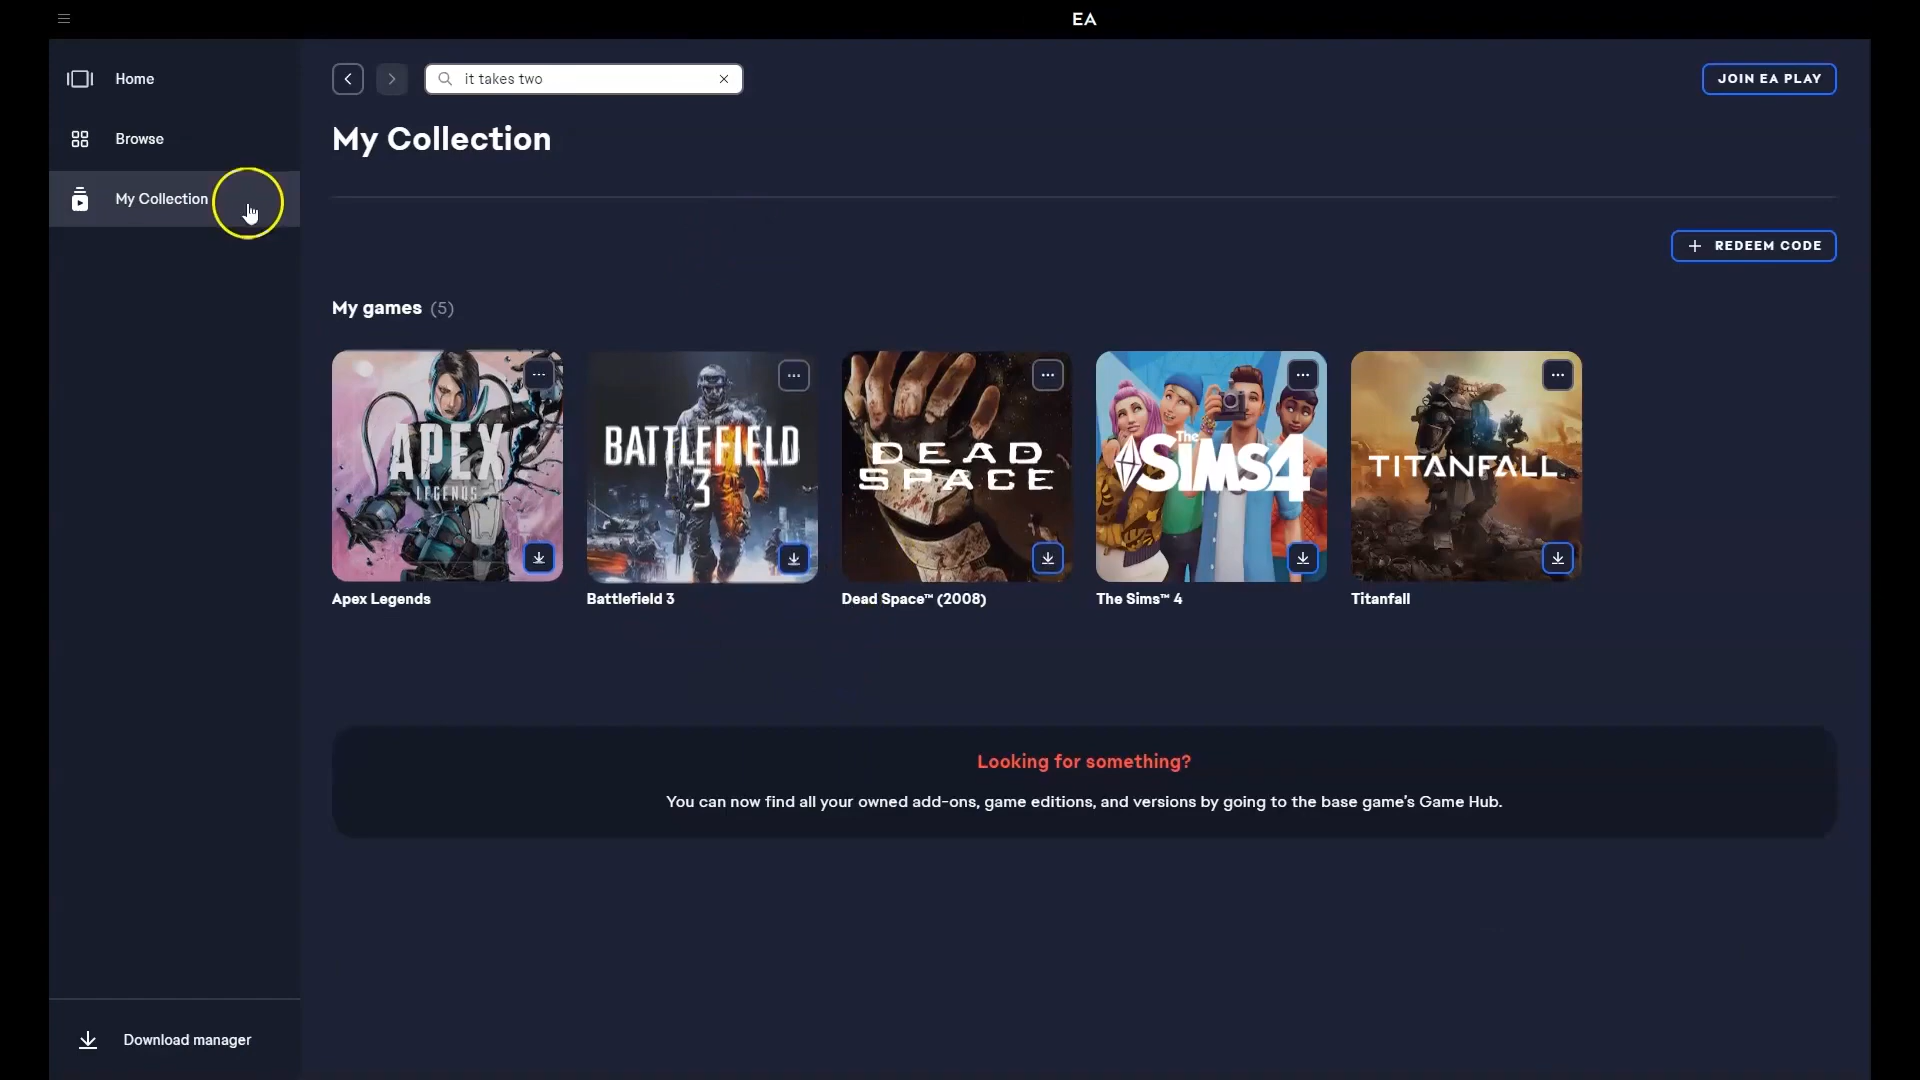 EA
Home
it takes two
JOIN EA PLAY
Browse
My Collection
My Collection
REDEEM CODE
My games (5)
APEX
LEGENDS
BATTLEFIELD
3
DEAD
SPACE
The
SIMS 4
TITANFALL
Apex Legends
Battlefield 3
Dead Space™ (2008)
The Sims™ 4
Titanfall
Looking for something?
You can now find all your owned add-ons, game editions, and versions by going to the base game's Game Hub.
Download manager